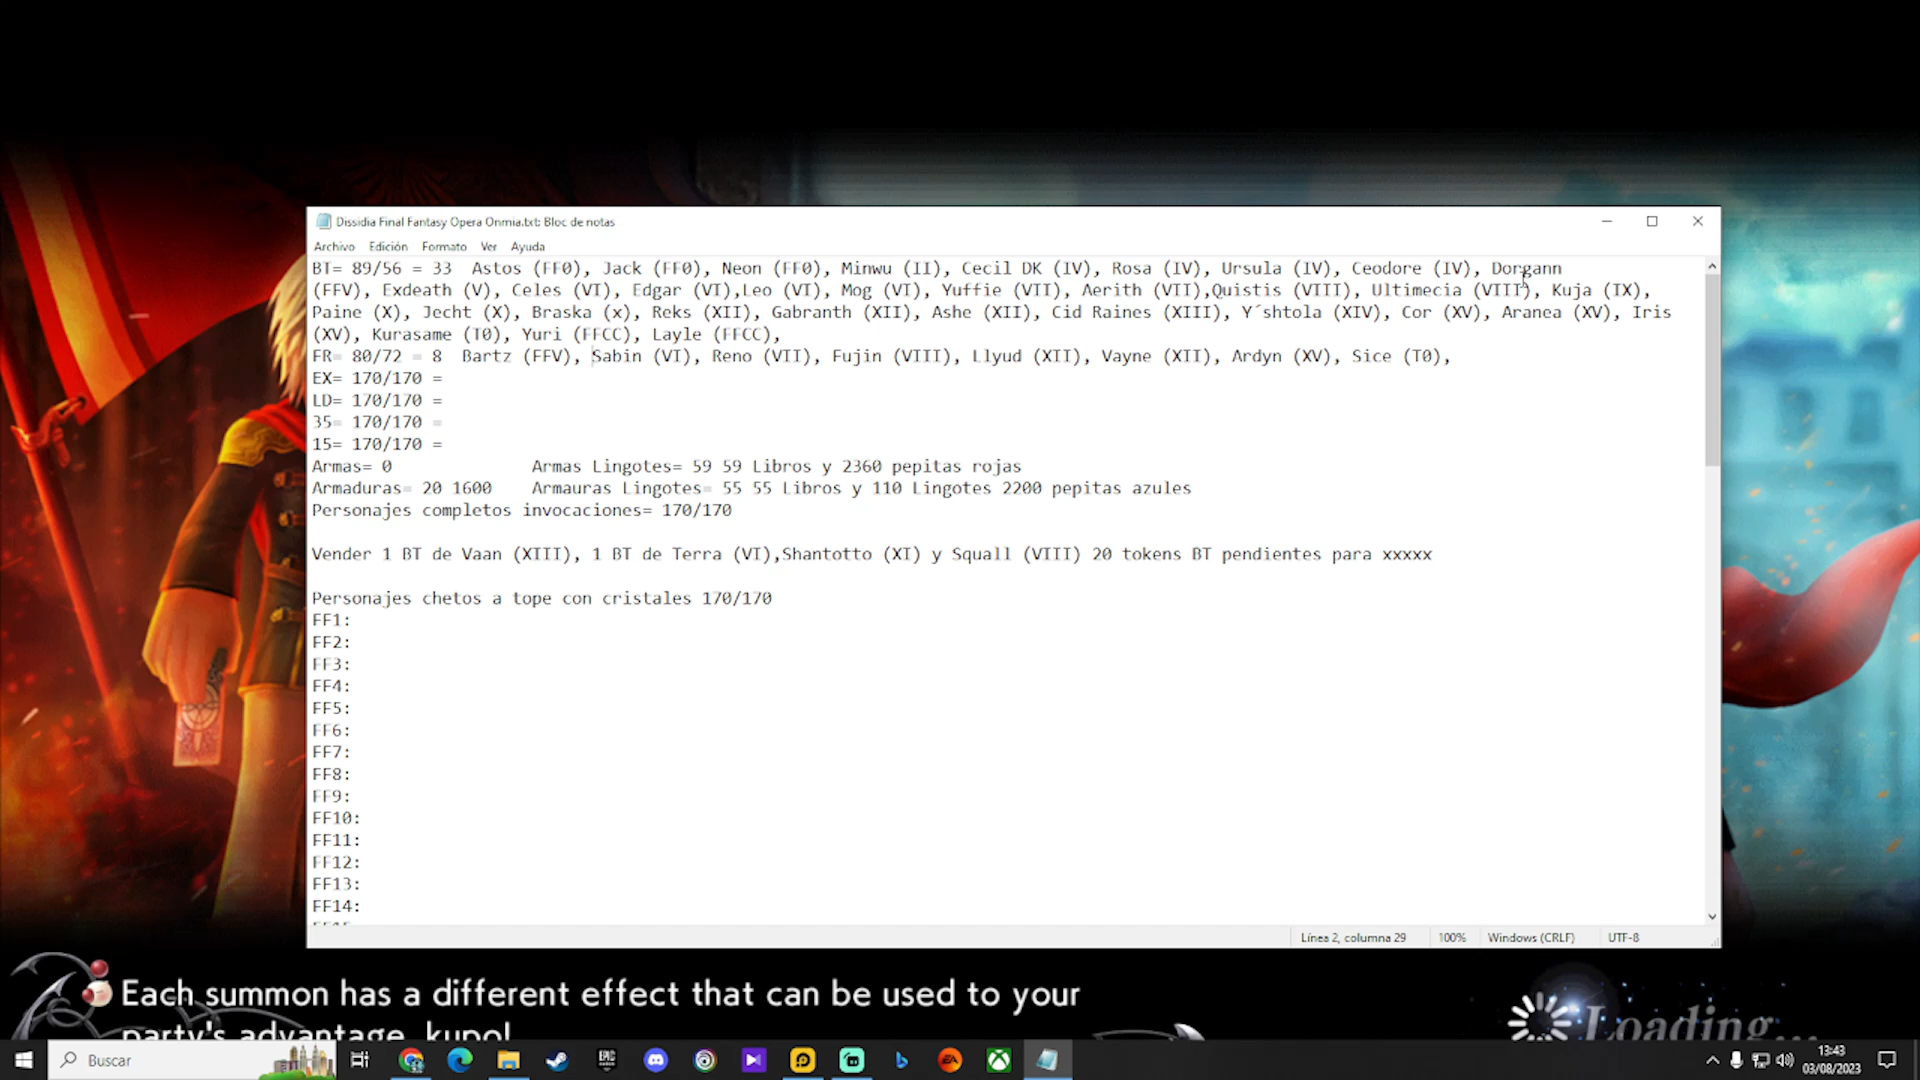 Dissidia Final Fantasy Opera Onmia.txt: Bloc de notas
Archivo Edición Formato Ver Ayuda
BT= 89/56 = 33  Astos (FF0), Jack (FF0), Neon (FF0), Minwu (II), Cecil DK (IV), Rosa (IV), Ursula (IV), Ceodore (IV), Dorgann
(FFV), Exdeath (V), Celes (VI), Edgar (VI),Leo (VI), Mog (VI), Yuffie (VII), Aerith (VII),Quistis (VIII), Ultimecia (VIII), Kuja (IX),
Paine (X), Jecht (X), Braska (x), Reks (XII), Gabranth (XII), Ashe (XII), Cid Raines (XIII), Y´shtola (XIV), Cor (XV), Aranea (XV), Iris
(XV), Kurasame (T0), Yuri (FFCC), Layle (FFCC),
FR= 80/72 = 8  Bartz (FFV), Sabin (VI), Reno (VII), Fujin (VIII), Llyud (XII), Vayne (XII), Ardyn (XV), Sice (T0),
EX= 170/170 =
LD= 170/170 =
35= 170/170 =
15= 170/170 =
Armas= 0 Armas Lingotes= 59 59 Libros y 2360 pepitas rojas
Armaduras= 20 1600 Armauras Lingotes= 55 55 Libros y 110 Lingotes 2200 pepitas azules
Personajes completos invocaciones= 170/170
Vender 1 BT de Vaan (XIII), 1 BT de Terra (VI),Shantotto (XI) y Squall (VIII) 20 tokens BT pendientes para xxxxx
Personajes chetos a tope con cristales 170/170
FF1:
FF2:
FF3:
FF4:
FF5:
FF6:
FF7:
FF8:
FF9:
FF10:
FF11:
FF12:
FF13:
FF14:
Línea 2, columna 29 100% Windows (CRLF) UTF-8
Each summon has a different effect that can be used to your
party's advantage, kupo!
Loading...
Buscar
EPIC GAMES
EA
13:43
03/08/2023